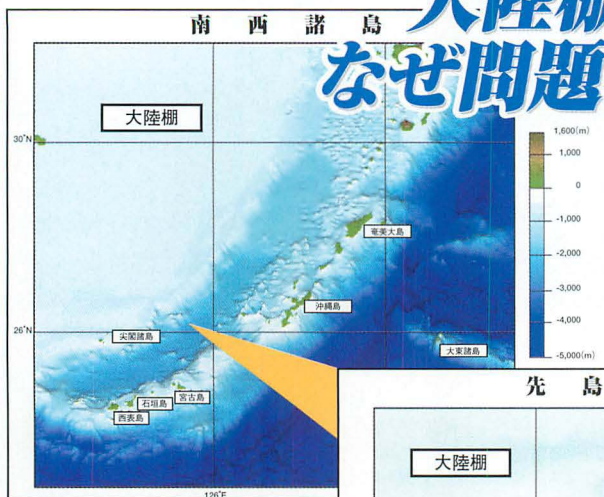 南西諸島
大陸棚
なぜ問題
大陸棚
30°N
奄美大島
沖縄島
26°N
尖閣諸島
大東諸島
宮古島
石垣島
西表島
126°E
1,600(m)
1,000
0
-1,000
-2,000
-3,000
-4,000
-5,000(m)
先島
大陸棚